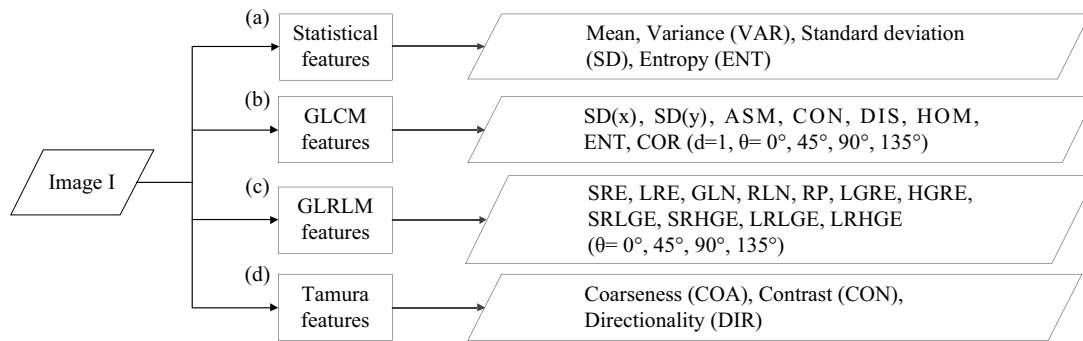 (a)
Statistical
features
Mean, Variance (VAR), Standard deviation
(SD), Entropy (ENT)
(b)
GLCM
features
SD(x), SD(y), ASM, CON, DIS, HOM,
ENT, COR (d=1, θ= 0°, 45°, 90°, 135°)
Image I
(c)
GLRLM
features
SRE, LRE, GLN, RLN, RP, LGRE, HGRE,
SRLGE, SRHGE, LRLGE, LRHGE
(θ= 0°, 45°, 90°, 135°)
(d)
Tamura
features
Coarseness (COA), Contrast (CON),
Directionality (DIR)